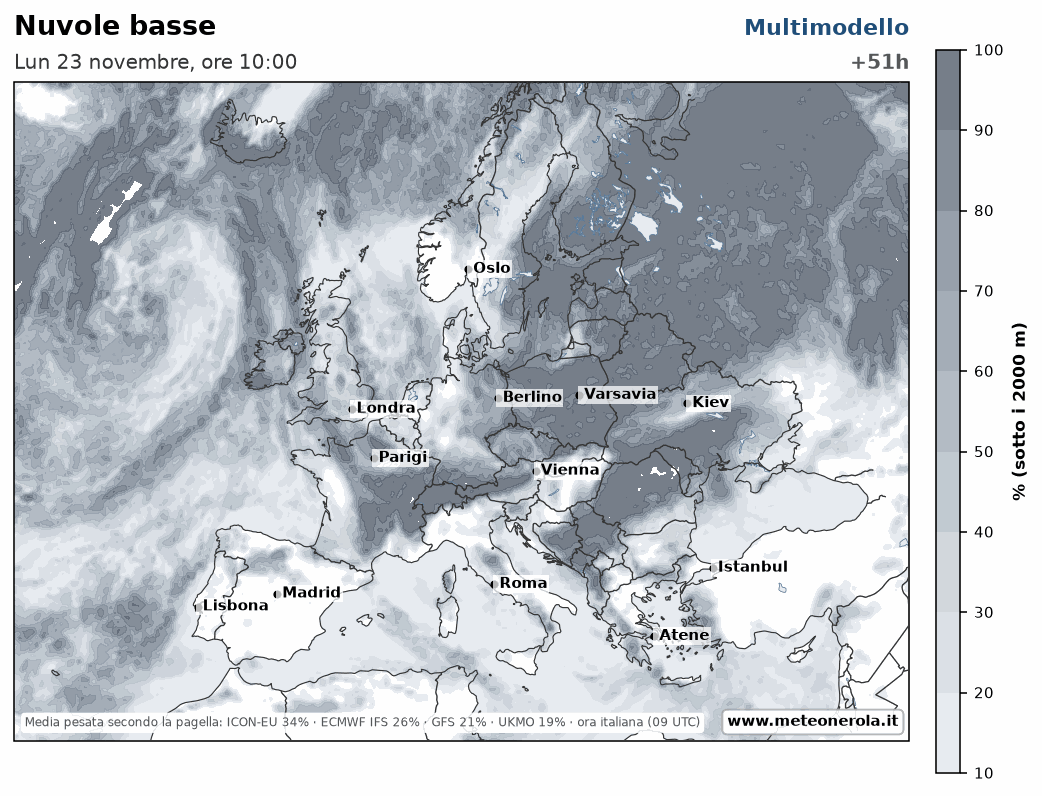 Nuvole basse
Multimodello
Lun 23 novembre, ore 10:00
+51h
100
90
80
70
60
50
40
30
20
10
% (sotto i 2000 m)
Oslo
Berlino
Varsavia
Kiev
Londra
Parigi
Vienna
Istanbul
Roma
Madrid
Lisbona
Atene
Media pesata secondo la pagella: ICON-EU 34% · ECMWF IFS 26% · GFS 21% · UKMO 19% · ora italiana (09 UTC)
www.meteonerola.it